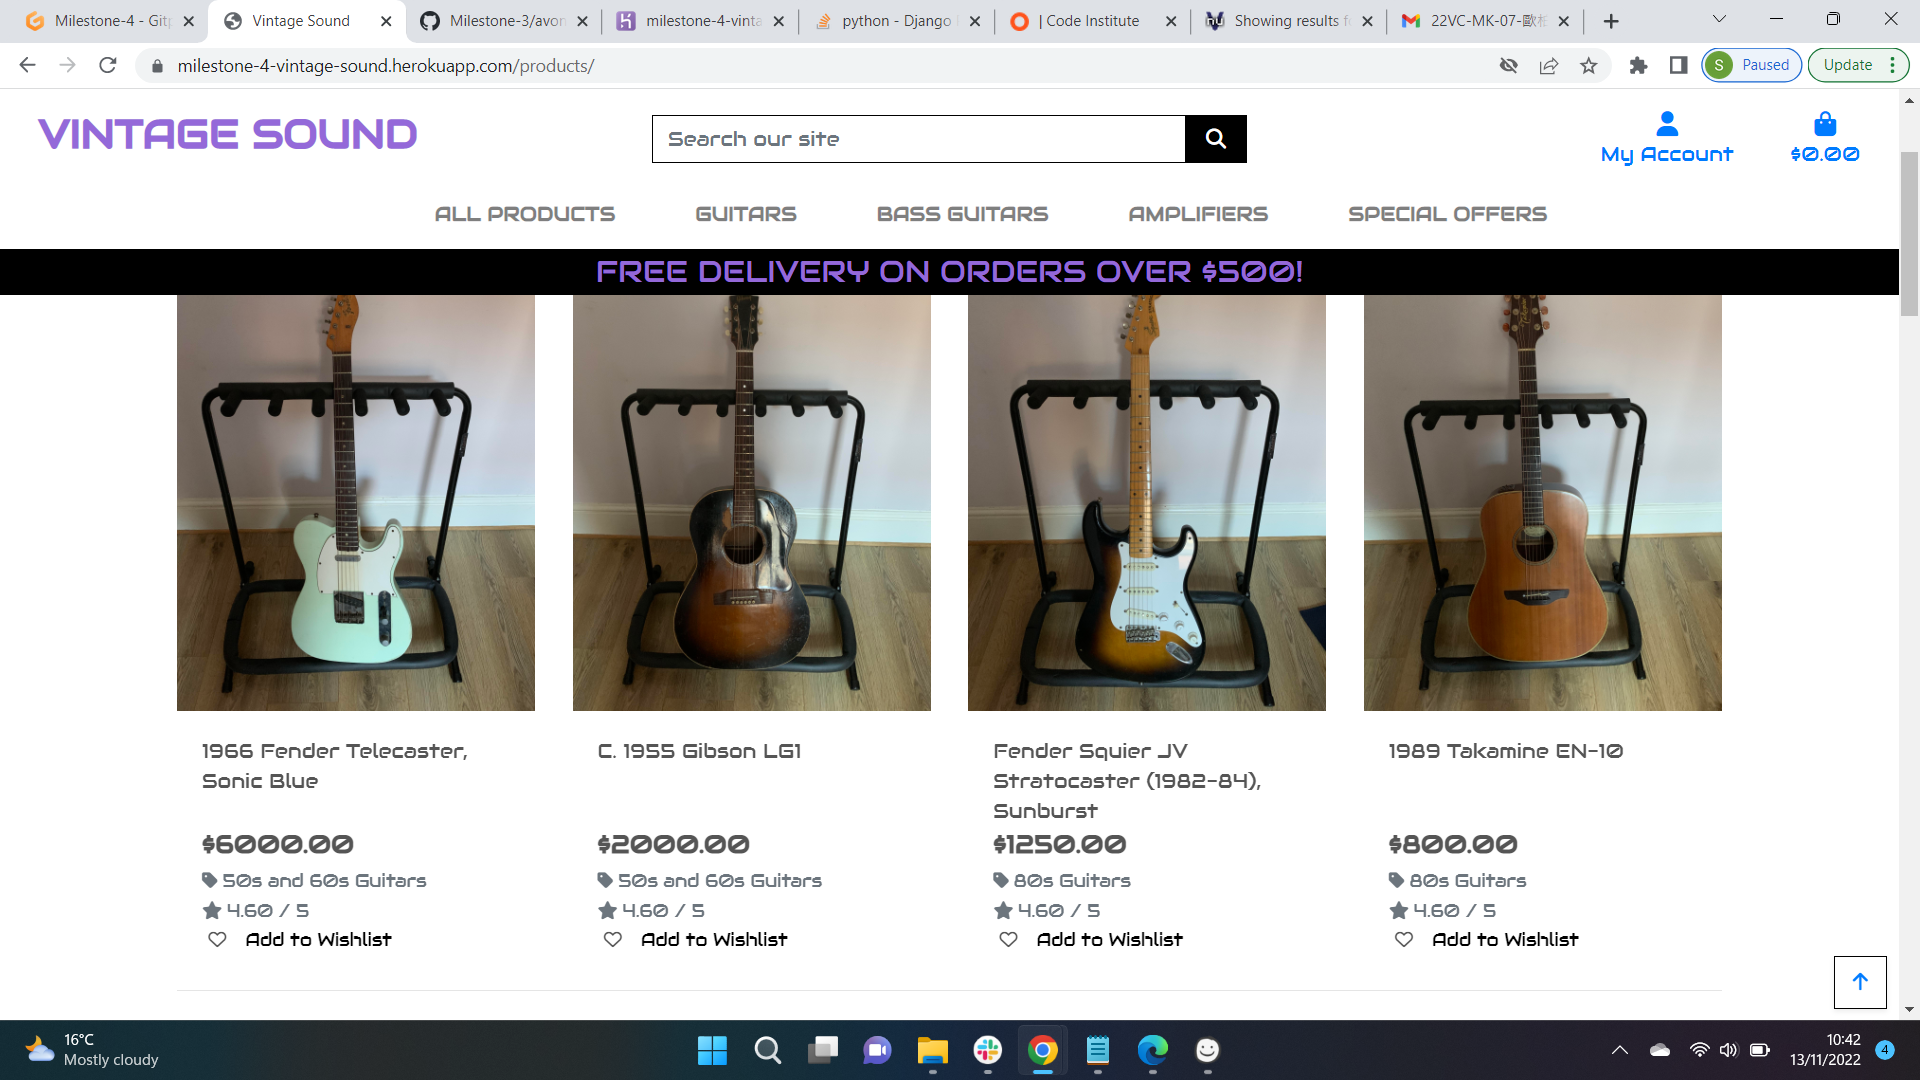 Milestone-4 - Gitp
Vintage Sound
Milestone-3/avon
milestone-4-vinta
python - Django
| Code Institute
Showing results f
22VC-MK-07-歐
milestone-4-vintage-sound.herokuapp.com/products/
S
Paused
Update
VINTAGE SOUND
Search our site
My Account
$0.00
ALL PRODUCTS
GUITARS
BASS GUITARS
AMPLIFIERS
SPECIAL OFFERS
FREE DELIVERY ON ORDERS OVER $500!
1966 Fender Telecaster,
Sonic Blue
$6000.00
50s and 60s Guitars
4.60 / 5
Add to Wishlist
C. 1955 Gibson LG1
$2000.00
50s and 60s Guitars
4.60 / 5
Add to Wishlist
Fender Squier JV
Stratocaster (1982-84),
Sunburst
$1250.00
80s Guitars
4.60 / 5
Add to Wishlist
1989 Takamine EN-10
$800.00
80s Guitars
4.60 / 5
Add to Wishlist
16°C
Mostly cloudy
10:42
13/11/2022
4